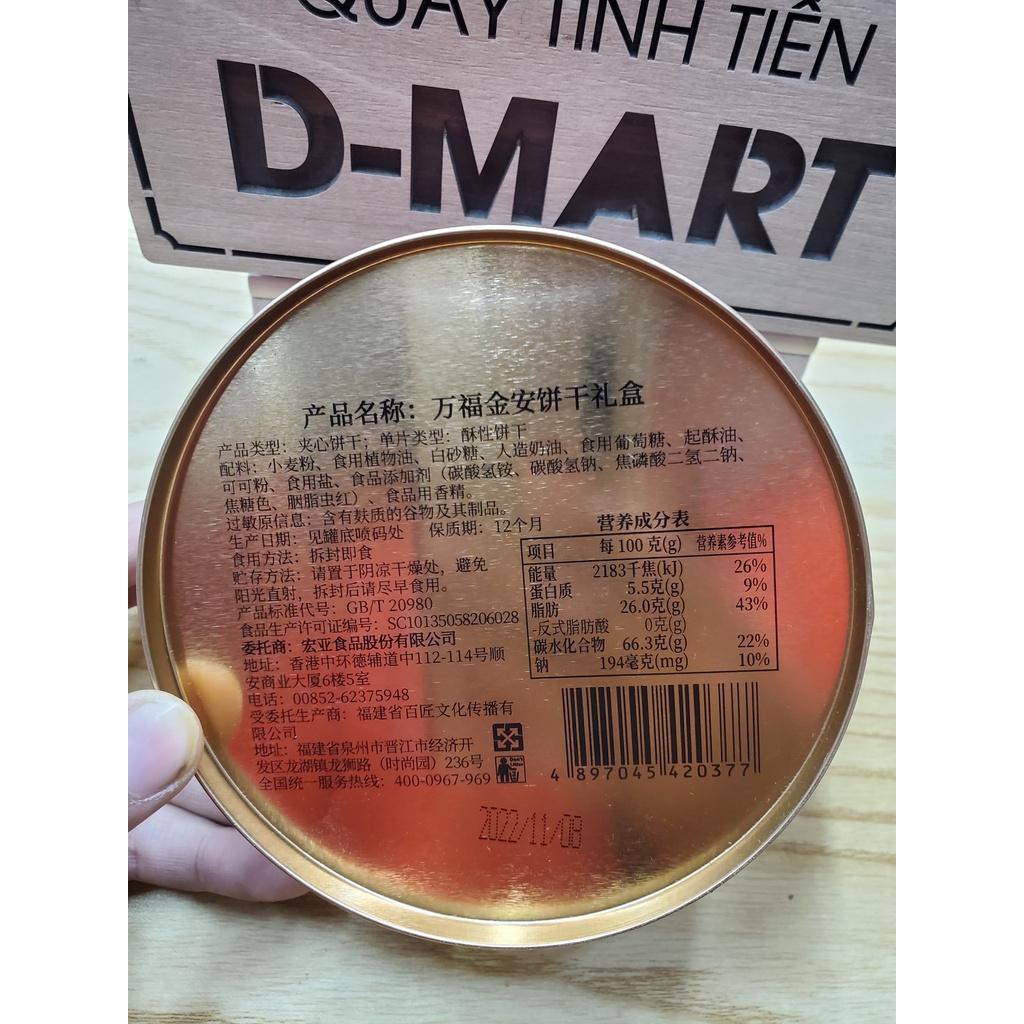 QUẦY TÍNH TIỀN
D-MART
产品名称：万福金安饼干礼盒
产品类型：夹心饼干；单片类型：酥性饼干
配料：小麦粉、食用植物油、白砂糖、人造奶油、食用葡萄糖、起酥油、
可可粉、食用盐、食品添加剂（碳酸氢铵、碳酸氢钠、焦磷酸二氢二钠、
焦糖色、胭脂虫红）、食品用香精。
过敏原信息：含有麸质的谷物及其制品。
生产日期：见罐底喷码处 保质期：12个月
食用方法：拆封即食
贮存方法：请置于阴凉干燥处，避免
阳光直射，拆封后请尽早食用。
产品标准代号：GB/T 20980
食品生产许可证编号：SC10135058206028
委托商：宏亚食品股份有限公司
地址：香港中环德辅道中112-114号顺
安商业大厦6楼5室
电话：00852-62375948
受委托生产商：福建省百匠文化传播有
限公司
地址：福建省泉州市晋江市经济开
发区龙湖镇龙狮路（时尚园）236号
全国统一服务热线：400-0967-969
营养成分表
项目 每100克(g) 营养素参考值%
能量 2183千焦(kJ) 26%
蛋白质 5.5克(g) 9%
脂肪 26.0克(g) 43%
-反式脂肪酸 0克(g)
碳水化合物 66.3克(g) 22%
钠 194毫克(mg) 10%
4 897045 420377
2022/11/08